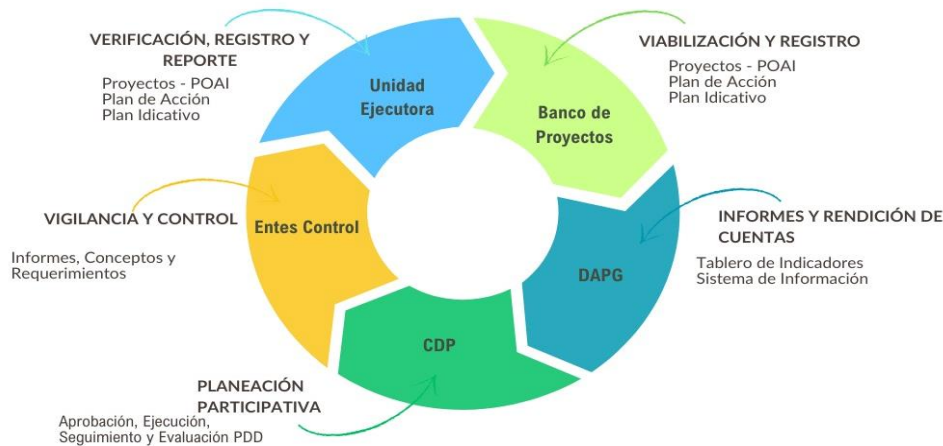 VERIFICACIÓN, REGISTRO Y
REPORTE
Proyectos - POAI
Plan de Acción
Plan Idicativo
Unidad
Ejecutora
VIABILIZACIÓN Y REGISTRO
Proyectos - POAI
Plan de Acción
Plan Idicativo
Banco de
Proyectos
VIGILANCIA Y CONTROL
Informes, Conceptos y
Requerimientos
Entes Control
INFORMES Y RENDICIÓN DE
CUENTAS
Tablero de Indicadores
Sistema de Información
DAPG
CDP
PLANEACIÓN
PARTICIPATIVA
Aprobación, Ejecución,
Seguimiento y Evaluación PDD